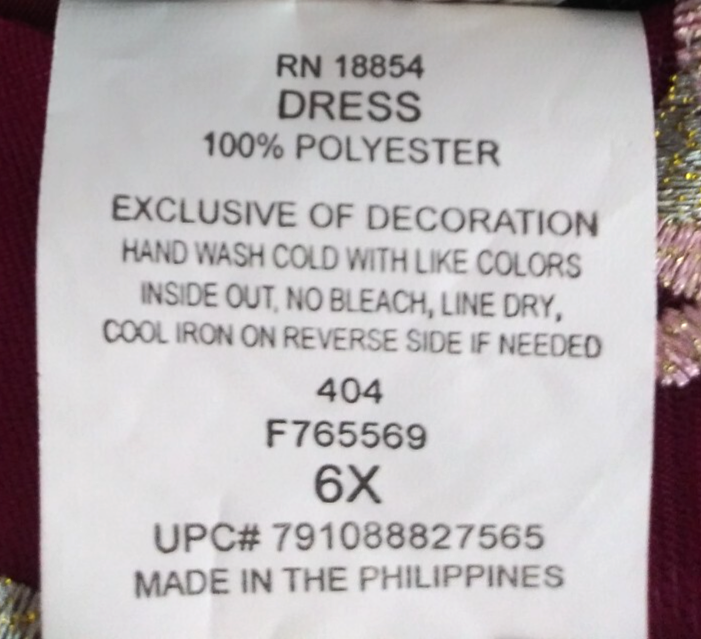 RN 18854
DRESS
100% POLYESTER
EXCLUSIVE OF DECORATION
HAND WASH COLD WITH LIKE COLORS
INSIDE OUT, NO BLEACH, LINE DRY,
COOL IRON ON REVERSE SIDE IF NEEDED
404
F765569
6X
UPC# 791088827565
MADE IN THE PHILIPPINES